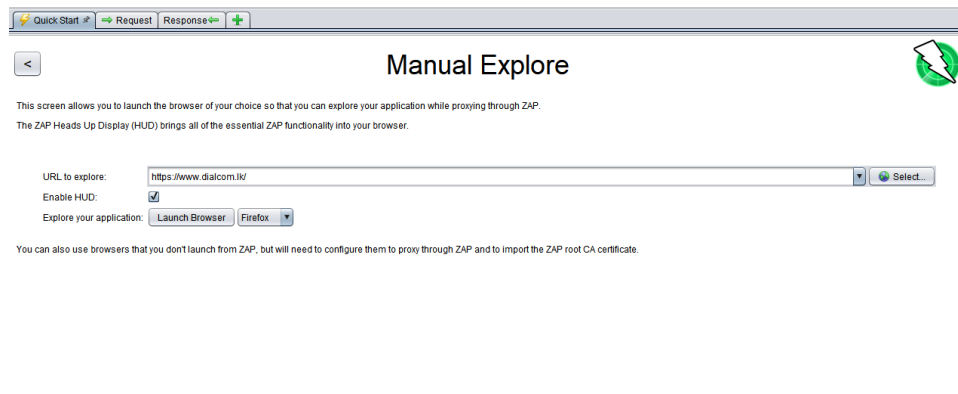 Quick Start Request Response
<
Manual Explore
This screen allows you to launch the browser of your choice so that you can explore your application while proxying through ZAP.
The ZAP Heads Up Display (HUD) brings all of the essential ZAP functionality into your browser.
URL to explore: https://www.dialcom.lk/ Select...
Enable HUD:
Explore your application: Launch Browser Firefox
You can also use browsers that you don't launch from ZAP, but will need to configure them to proxy through ZAP and to import the ZAP root CA certificate.